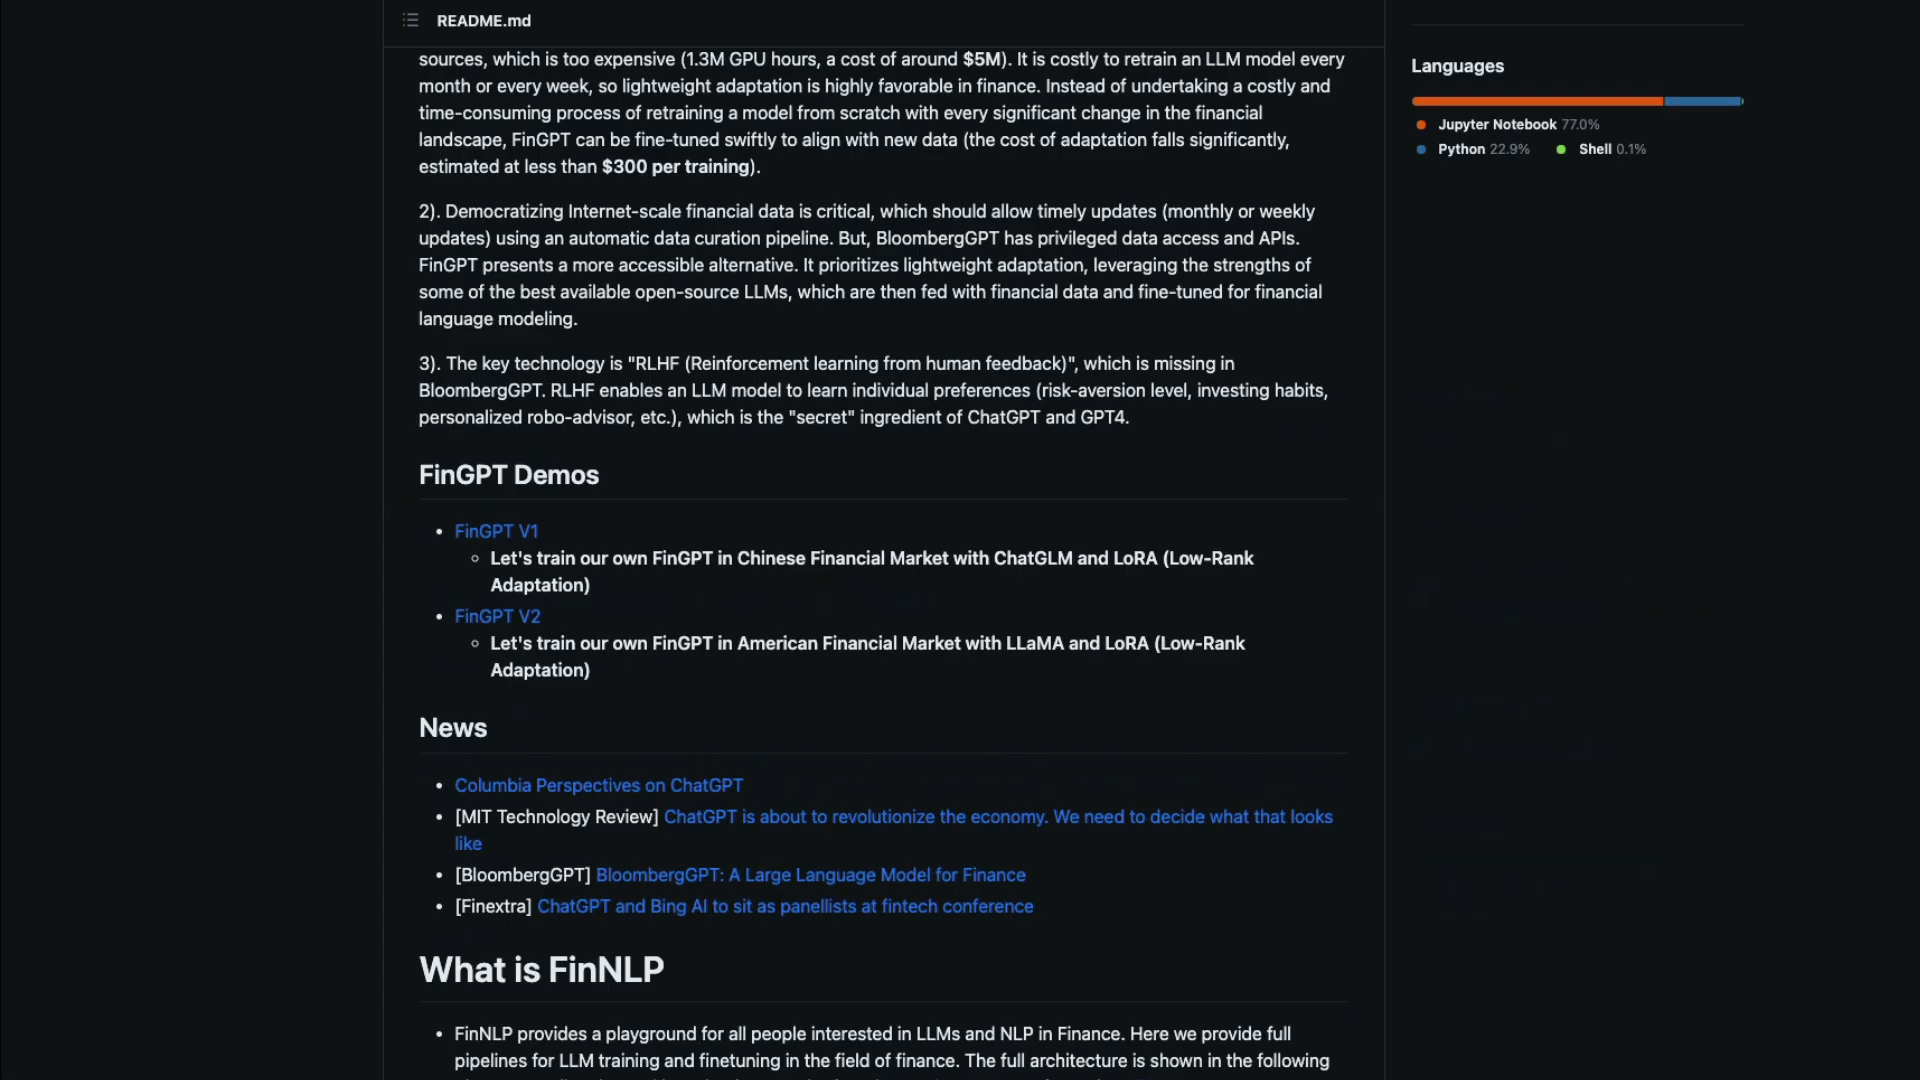 README.md
sources, which is too expensive (1.3M GPU hours, a cost of around $5M). It is costly to retrain an LLM model every
month or every week, so lightweight adaptation is highly favorable in finance. Instead of undertaking a costly and
time-consuming process of retraining a model from scratch with every significant change in the financial
landscape, FinGPT can be fine-tuned swiftly to align with new data (the cost of adaptation falls significantly,
estimated at less than $300 per training).
2). Democratizing Internet-scale financial data is critical, which should allow timely updates (monthly or weekly
updates) using an automatic data curation pipeline. But, BloombergGPT has privileged data access and APIs.
FinGPT presents a more accessible alternative. It prioritizes lightweight adaptation, leveraging the strengths of
some of the best available open-source LLMs, which are then fed with financial data and fine-tuned for financial
language modeling.
3). The key technology is "RLHF (Reinforcement learning from human feedback)", which is missing in
BloombergGPT. RLHF enables an LLM model to learn individual preferences (risk-aversion level, investing habits,
personalized robo-advisor, etc.), which is the "secret" ingredient of ChatGPT and GPT4.
FinGPT Demos
• FinGPT V1
◦ Let's train our own FinGPT in Chinese Financial Market with ChatGLM and LoRA (Low-Rank
Adaptation)
• FinGPT V2
◦ Let's train our own FinGPT in American Financial Market with LLaMA and LoRA (Low-Rank
Adaptation)
News
• Columbia Perspectives on ChatGPT
• [MIT Technology Review] ChatGPT is about to revolutionize the economy. We need to decide what that looks
like
• [BloombergGPT] BloombergGPT: A Large Language Model for Finance
• [Finextra] ChatGPT and Bing AI to sit as panellists at fintech conference
What is FinNLP
• FinNLP provides a playground for all people interested in LLMs and NLP in Finance. Here we provide full
pipelines for LLM training and finetuning in the field of finance. The full architecture is shown in the following
Languages
Jupyter Notebook 77.0%
Python 22.9% Shell 0.1%